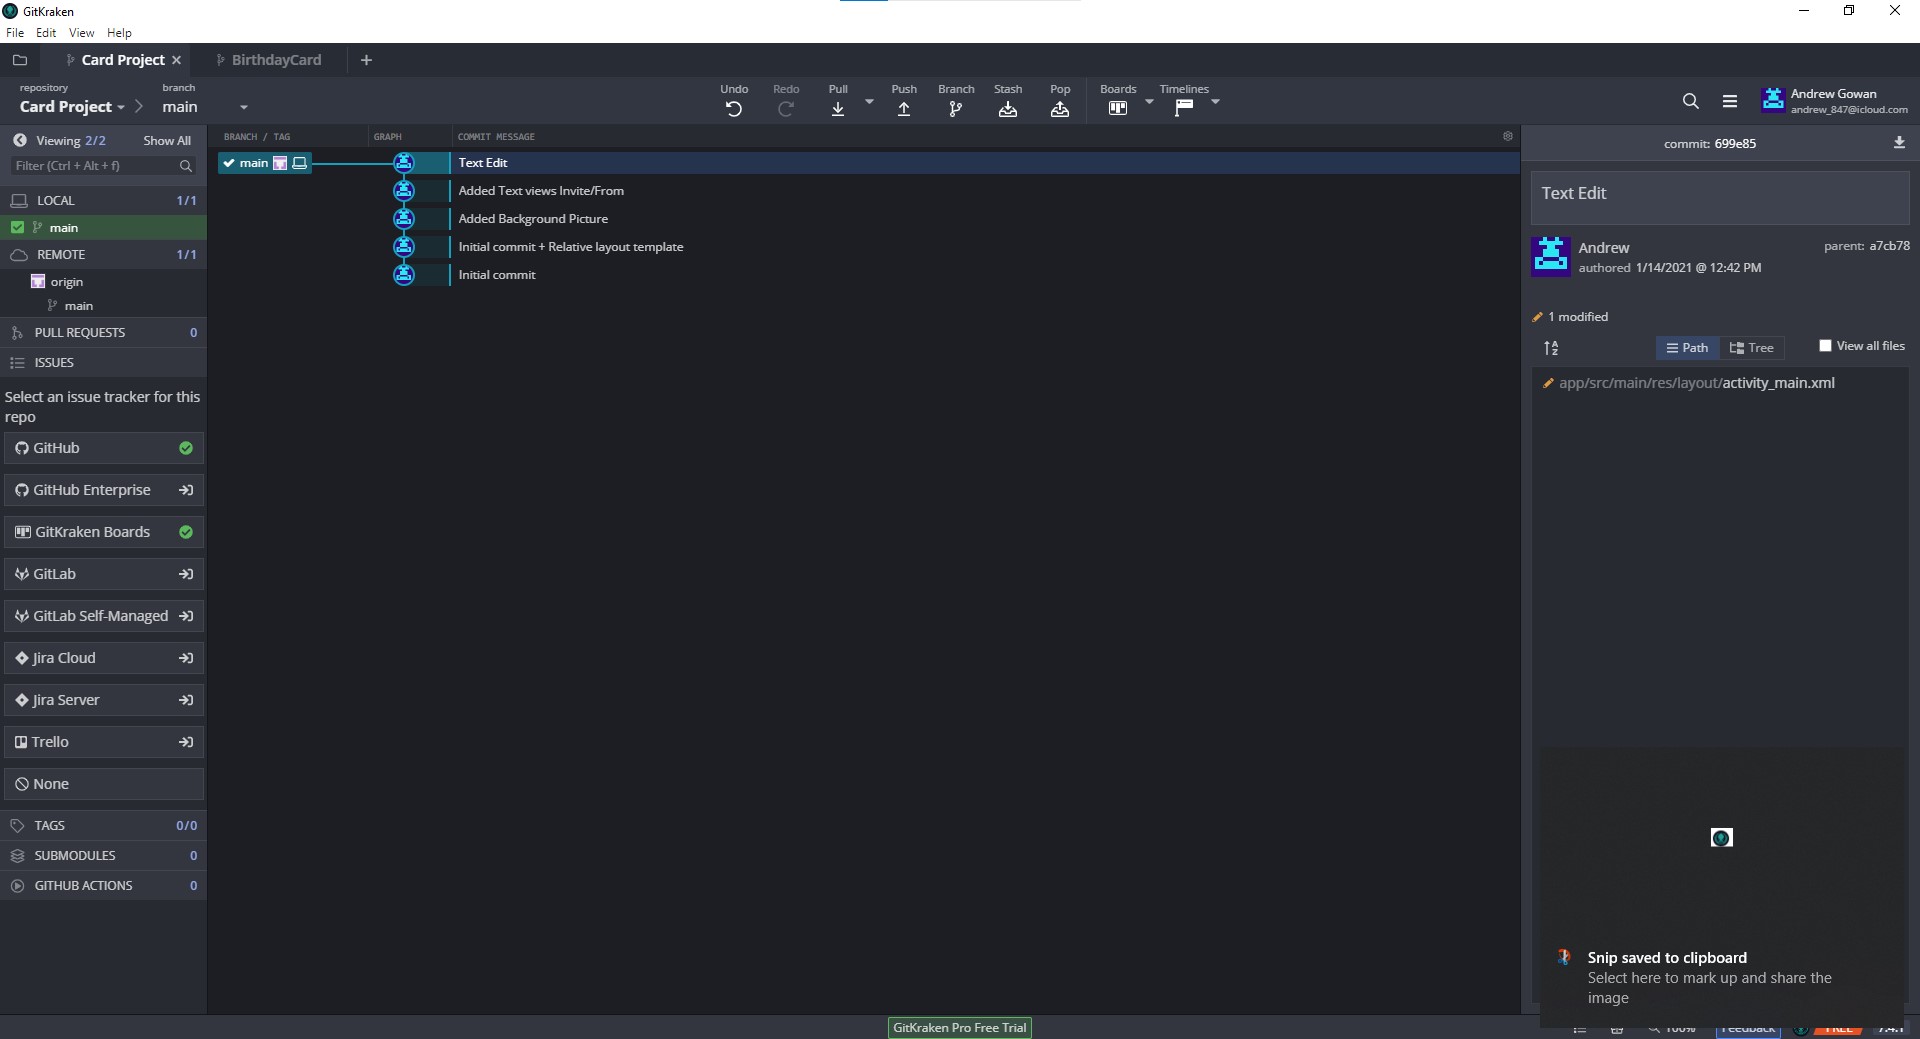 GitKraken
File Edit View Help
Card Project BirthdayCard
repository branch
Card Project main
Undo Redo Pull Push Branch Stash Pop Boards Timelines
Andrew Gowan
andrew_847@icloud.com
Viewing 2/2 Show All
Filter (Ctrl + Alt + f)
LOCAL 1/1
main
REMOTE 1/1
origin
main
PULL REQUESTS 0
ISSUES
Select an issue tracker for this
repo
GitHub
GitHub Enterprise
GitKraken Boards
GitLab
GitLab Self-Managed
Jira Cloud
Jira Server
Trello
None
TAGS 0/0
SUBMODULES 0
GITHUB ACTIONS 0
BRANCH / TAG GRAPH COMMIT MESSAGE
main Text Edit
Added Text views Invite/From
Added Background Picture
Initial commit + Relative layout template
Initial commit
commit: 699e85
Text Edit
Andrew parent: a7cb78
authored 1/14/2021 @ 12:42 PM
1 modified
Path Tree View all files
app/src/main/res/layout/activity_main.xml
Snip saved to clipboard
Select here to mark up and share the
image
GitKraken Pro Free Trial
100% Feedback FREE 7.4.1